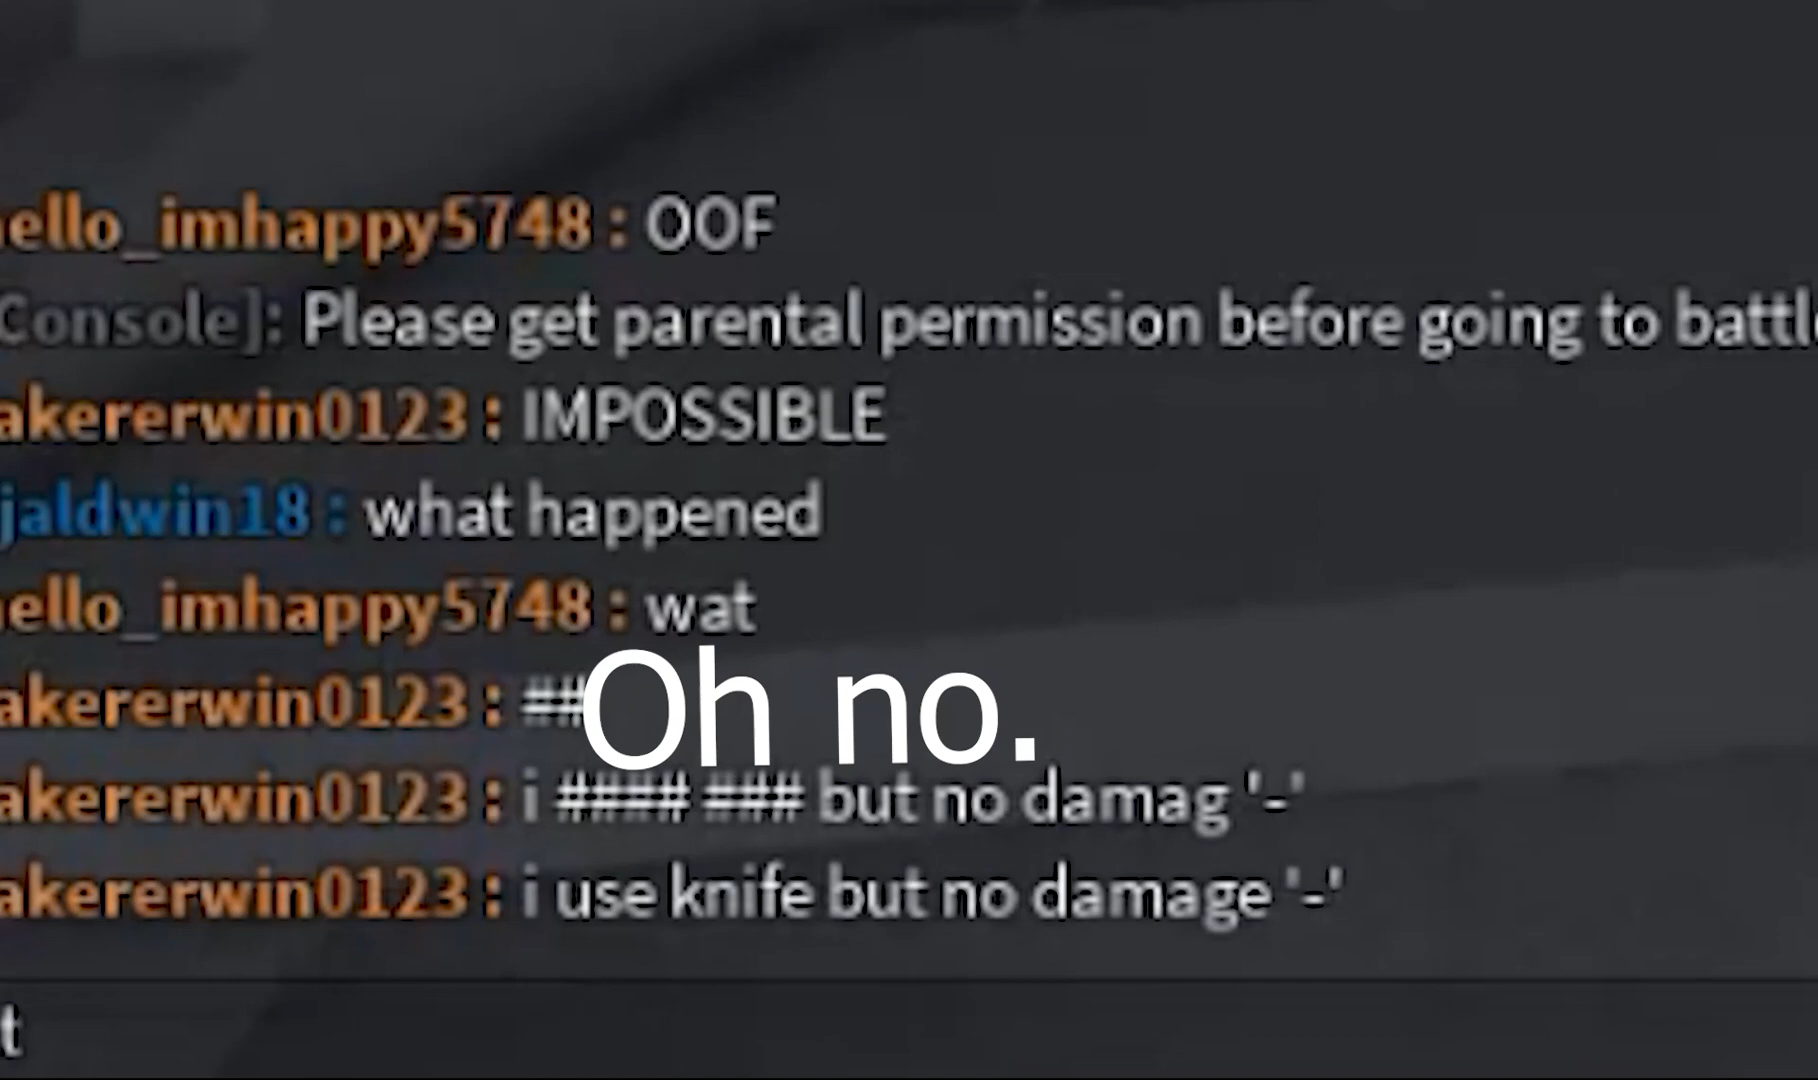 ello_imhappy5748 : OOF
Console]: Please get parental permission before going to battl
akererwin0123 : IMPOSSIBLE
jaldwin18 : what happened
ello_imhappy5748 : wat
akererwin0123 : ##
Oh no.
akererwin0123 : i #### ### but no damag '-'
akererwin0123 : i use knife but no damage '-'
t